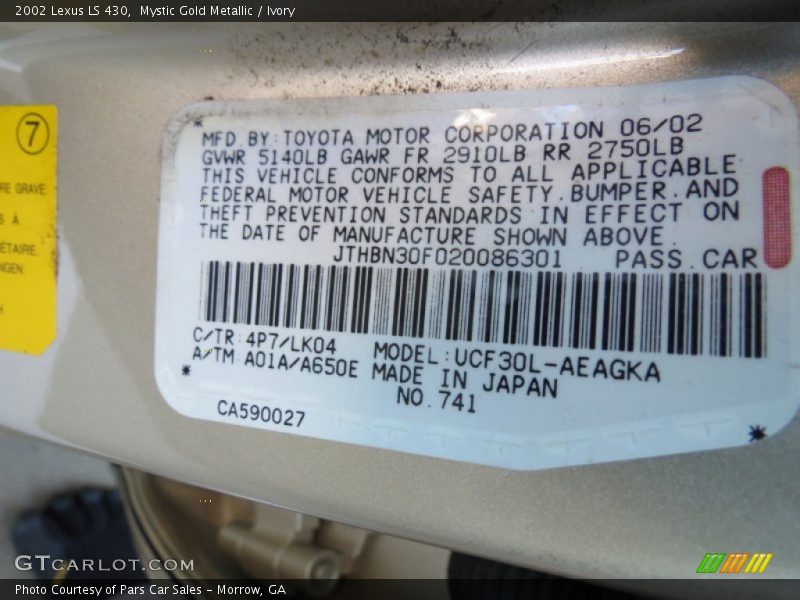 2002 Lexus LS 430,  Mystic Gold Metallic / Ivory
7
RE GRAVE
S À
ÉTAIRE
NGEN
H
MFD BY:TOYOTA MOTOR CORPORATION 06/02
GVWR 5140LB GAWR FR 2910LB RR 2750LB
THIS VEHICLE CONFORMS TO ALL APPLICABLE
FEDERAL MOTOR VEHICLE SAFETY.BUMPER.AND
THEFT PREVENTION STANDARDS IN EFFECT ON
THE DATE OF MANUFACTURE SHOWN ABOVE.
JTHBN30F020086301 PASS.CAR
C/TR:4P7/LK04
A/TM:A01A/A650E
MODEL:UCF30L-AEAGKA
MADE IN JAPAN
NO.741
CA590027
GTcarlot.com
Photo Courtesy of Pars Car Sales - Morrow, GA